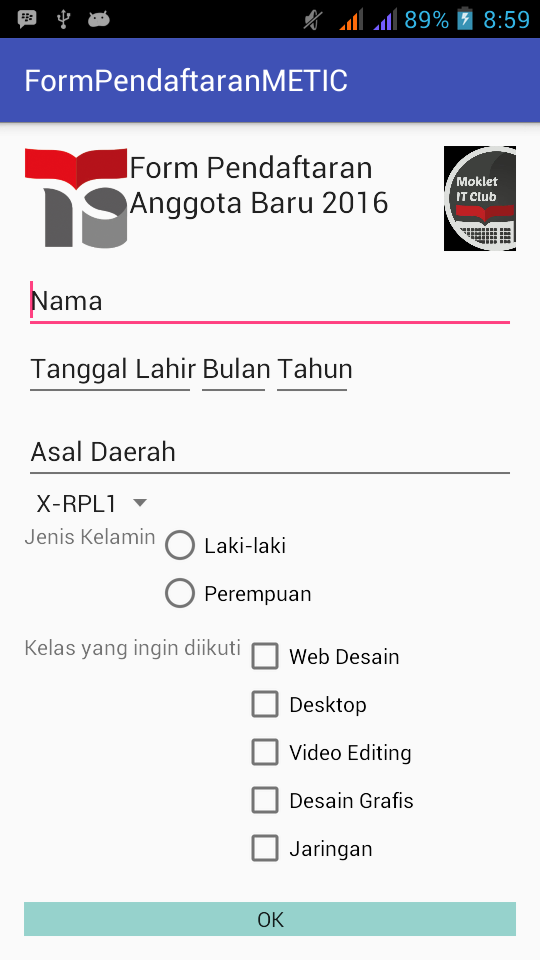 89% 8:59
FormPendaftaranMETIC
Form Pendaftaran
Anggota Baru 2016
Moklet
IT Club
Nama
Tanggal Lahir Bulan Tahun
Asal Daerah
X-RPL1
Jenis Kelamin
Laki-laki
Perempuan
Kelas yang ingin diikuti
Web Desain
Desktop
Video Editing
Desain Grafis
Jaringan
OK